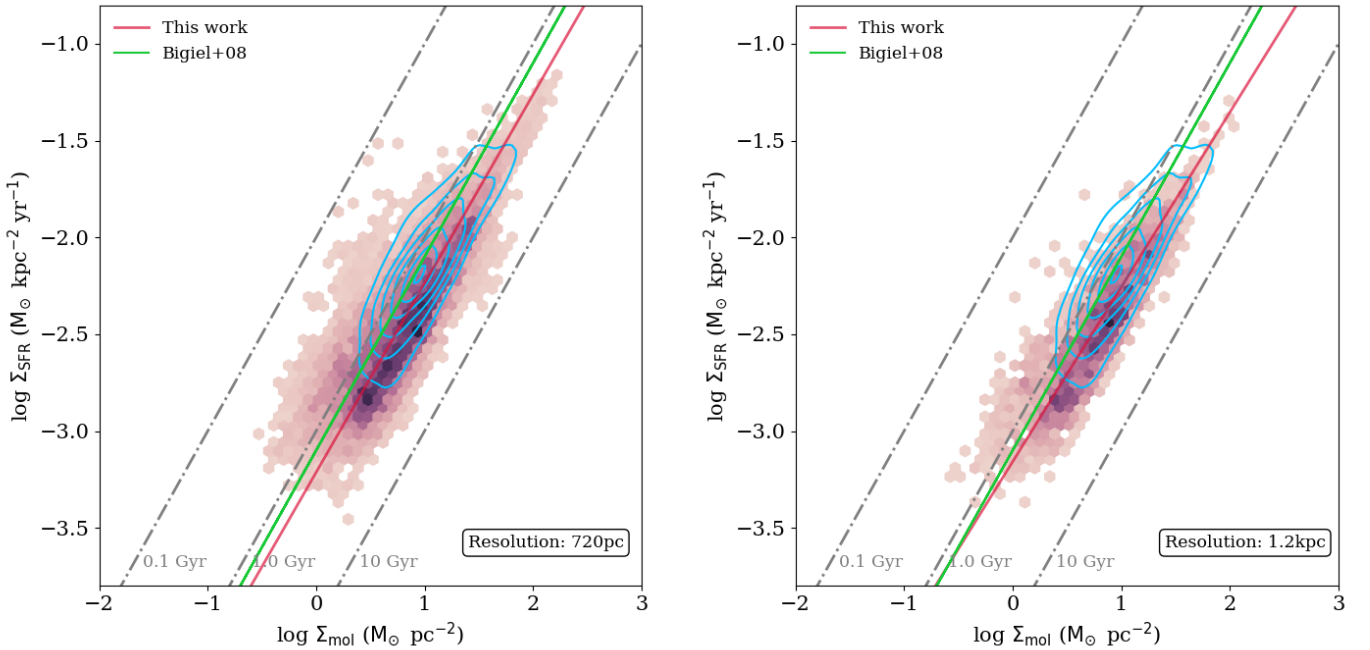 This work
Bigiel+08
−1.0
−1.5
−2.0
−2.5
−3.0
−3.5
log Σ_SFR (M_⊙ kpc⁻² yr⁻¹)
0.1 Gyr
1.0 Gyr
10 Gyr
Resolution: 720pc
−2
−1
0
1
2
3
log Σ_mol (M_⊙ pc⁻²)
This work
Bigiel+08
−1.0
−1.5
−2.0
−2.5
−3.0
−3.5
log Σ_SFR (M_⊙ kpc⁻² yr⁻¹)
0.1 Gyr
1.0 Gyr
10 Gyr
Resolution: 1.2kpc
−2
−1
0
1
2
3
log Σ_mol (M_⊙ pc⁻²)